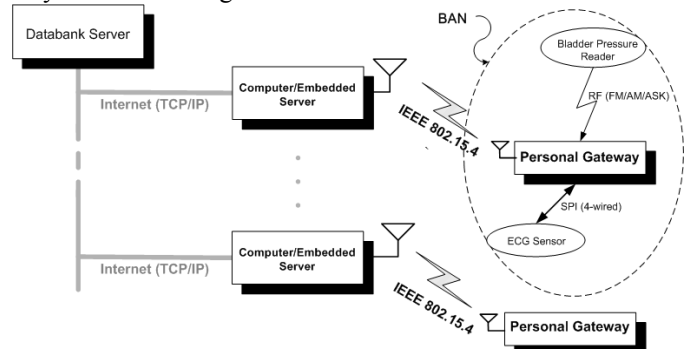 Databank Server
BAN
Bladder Pressure
Reader
Computer/Embedded
Server
Internet (TCP/IP)
IEEE 802.15.4
RF (FM/AM/ASK)
Personal Gateway
SPI (4-wired)
ECG Sensor
Computer/Embedded
Server
Internet (TCP/IP)
IEEE 802.15.4
Personal Gateway